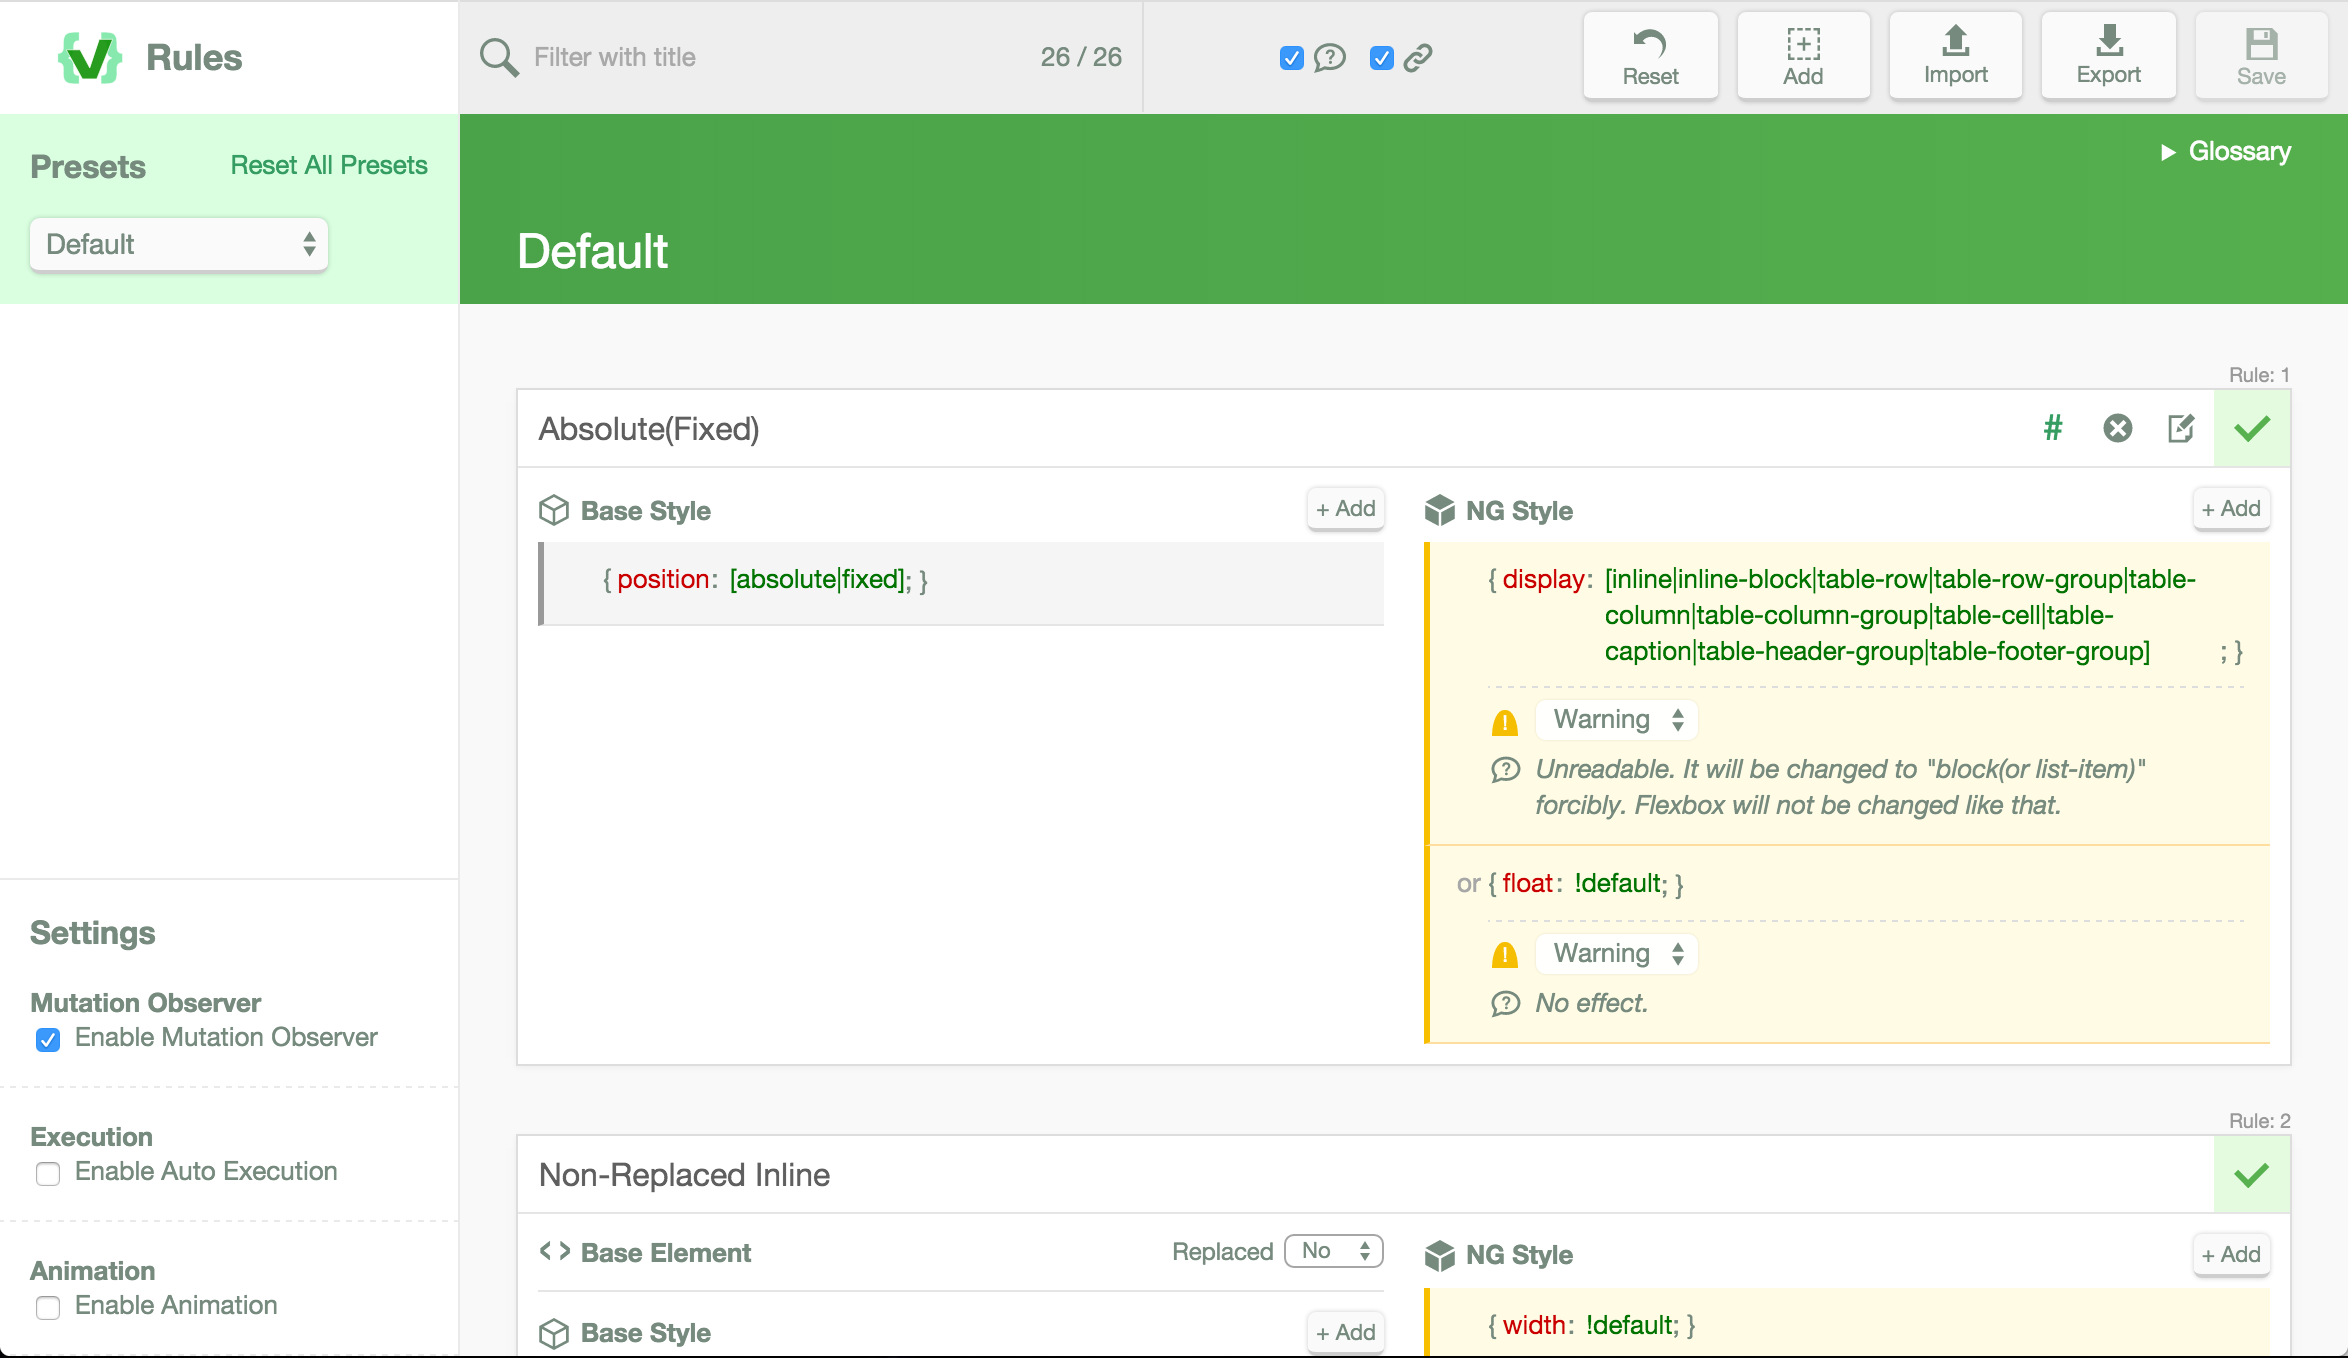 Rules
Filter with title
26 / 26
Reset
Add
Import
Export
Save
Presets
Reset All Presets
Default
Glossary
Default
Settings
Mutation Observer
Enable Mutation Observer
Execution
Enable Auto Execution
Animation
Enable Animation
Rule: 1
Absolute(Fixed)
#
Base Style
+ Add
{ position: [absolute|fixed]; }
NG Style
+ Add
{ display: [inline|inline-block|table-row|table-row-group|table-
column|table-column-group|table-cell|table-
caption|table-header-group|table-footer-group] ; }
Warning
Unreadable. It will be changed to "block(or list-item)"
forcibly. Flexbox will not be changed like that.
or { float: !default; }
Warning
No effect.
Rule: 2
Non-Replaced Inline
Base Element
Replaced
No
Base Style
+ Add
NG Style
+ Add
{ width: !default; }